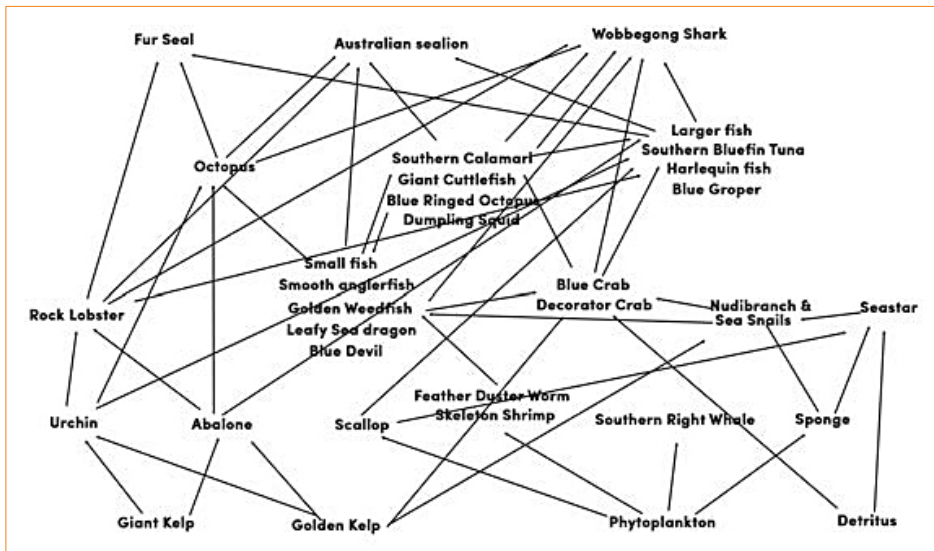 Fur Seal
Australian sealion
Wobbegong Shark
Larger fish
Southern Bluefin Tuna
Harlequin fish
Blue Groper
Octopus
Southern Calamari
Giant Cuttlefish
Blue Ringed Octopus
Dumpling Squid
Small fish
Smooth anglerfish
Golden Weedfish
Leafy Sea dragon
Blue Devil
Blue Crab
Decorator Crab
Nudibranch &
Sea Snails
Seastar
Rock Lobster
Urchin
Abalone
Scallop
Feather Duster Worm
Skeleton Shrimp
Southern Right Whale
Sponge
Giant Kelp
Golden Kelp
Phytoplankton
Detritus